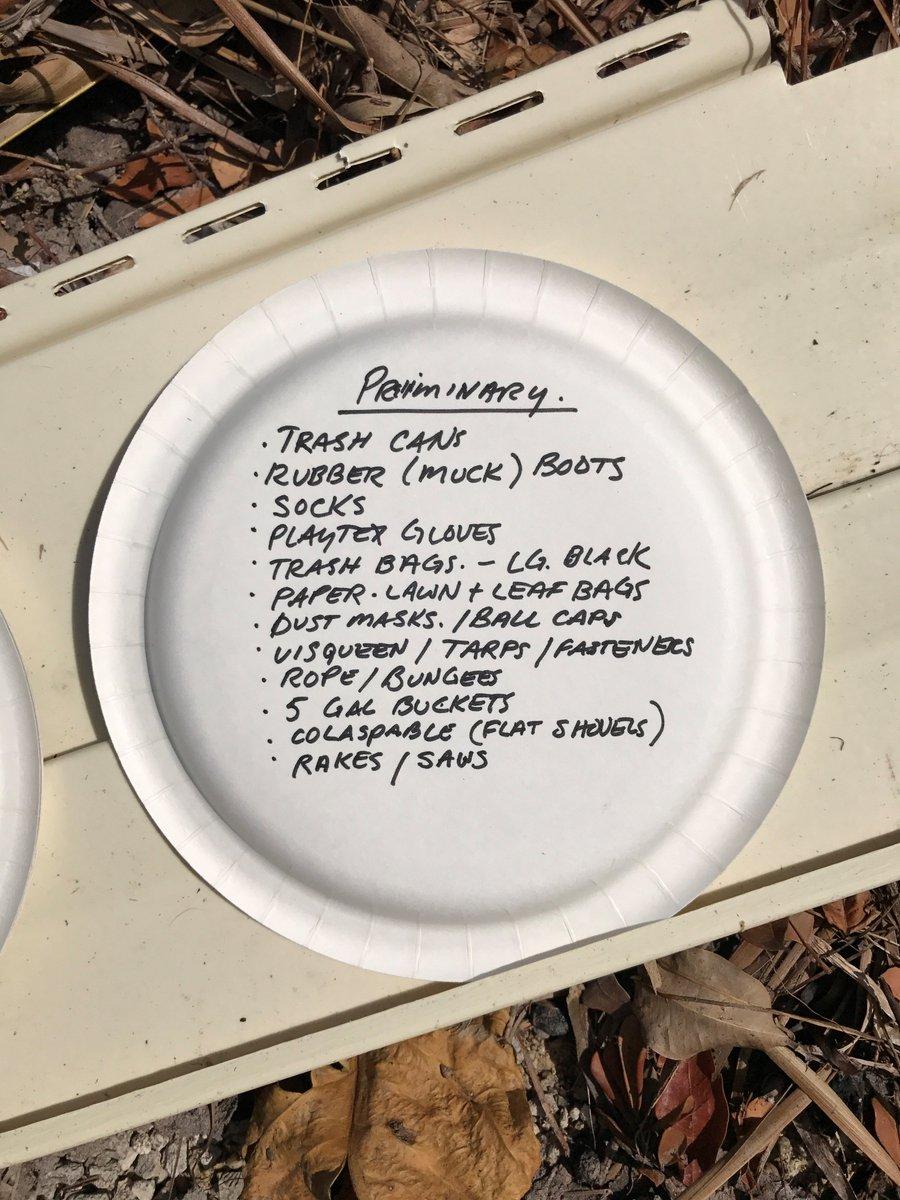 PRELIMINARY.
· TRASH CANS
· RUBBER (MUCK) BOOTS
· SOCKS
· PLAYTEX GLOVES
· TRASH BAGS. - LG. BLACK
· PAPER. LAWN + LEAF BAGS
· DUST MASKS. / BALL CAPS
· VISQUEEN / TARPS / FASTENERS
· ROPE / BUNGEES
· 5 GAL BUCKETS
· COLASPABLE (FLAT SHOVELS)
· RAKES / SAWS